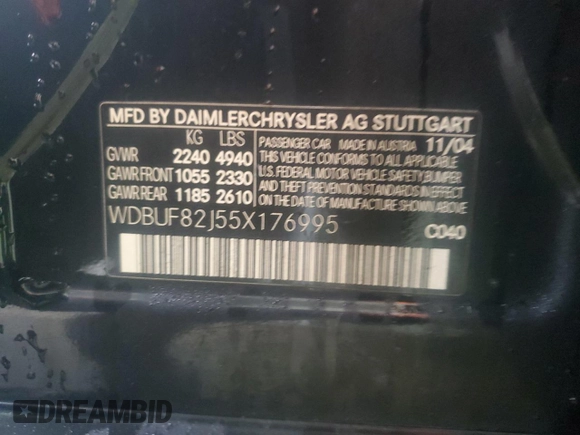 MFD BY DAIMLERCHRYSLER AG STUTTGART
KG LBS
GVWR 2240 4940
GAWR FRONT 1055 2330
GAWR REAR 1185 2610
PASSENGER CAR MADE IN AUSTRIA 11/04
THIS VEHICLE CONFORMS TO ALL APPLICABLE
U.S. FEDERAL MOTOR VEHICLE SAFETY, BUMPER,
AND THEFT PREVENTION STANDARDS IN EFFECT
ON THE DATE OF MANUFACTURE SHOWN ABOVE.
WDBUF82J55X176995
C040
DREAMBID